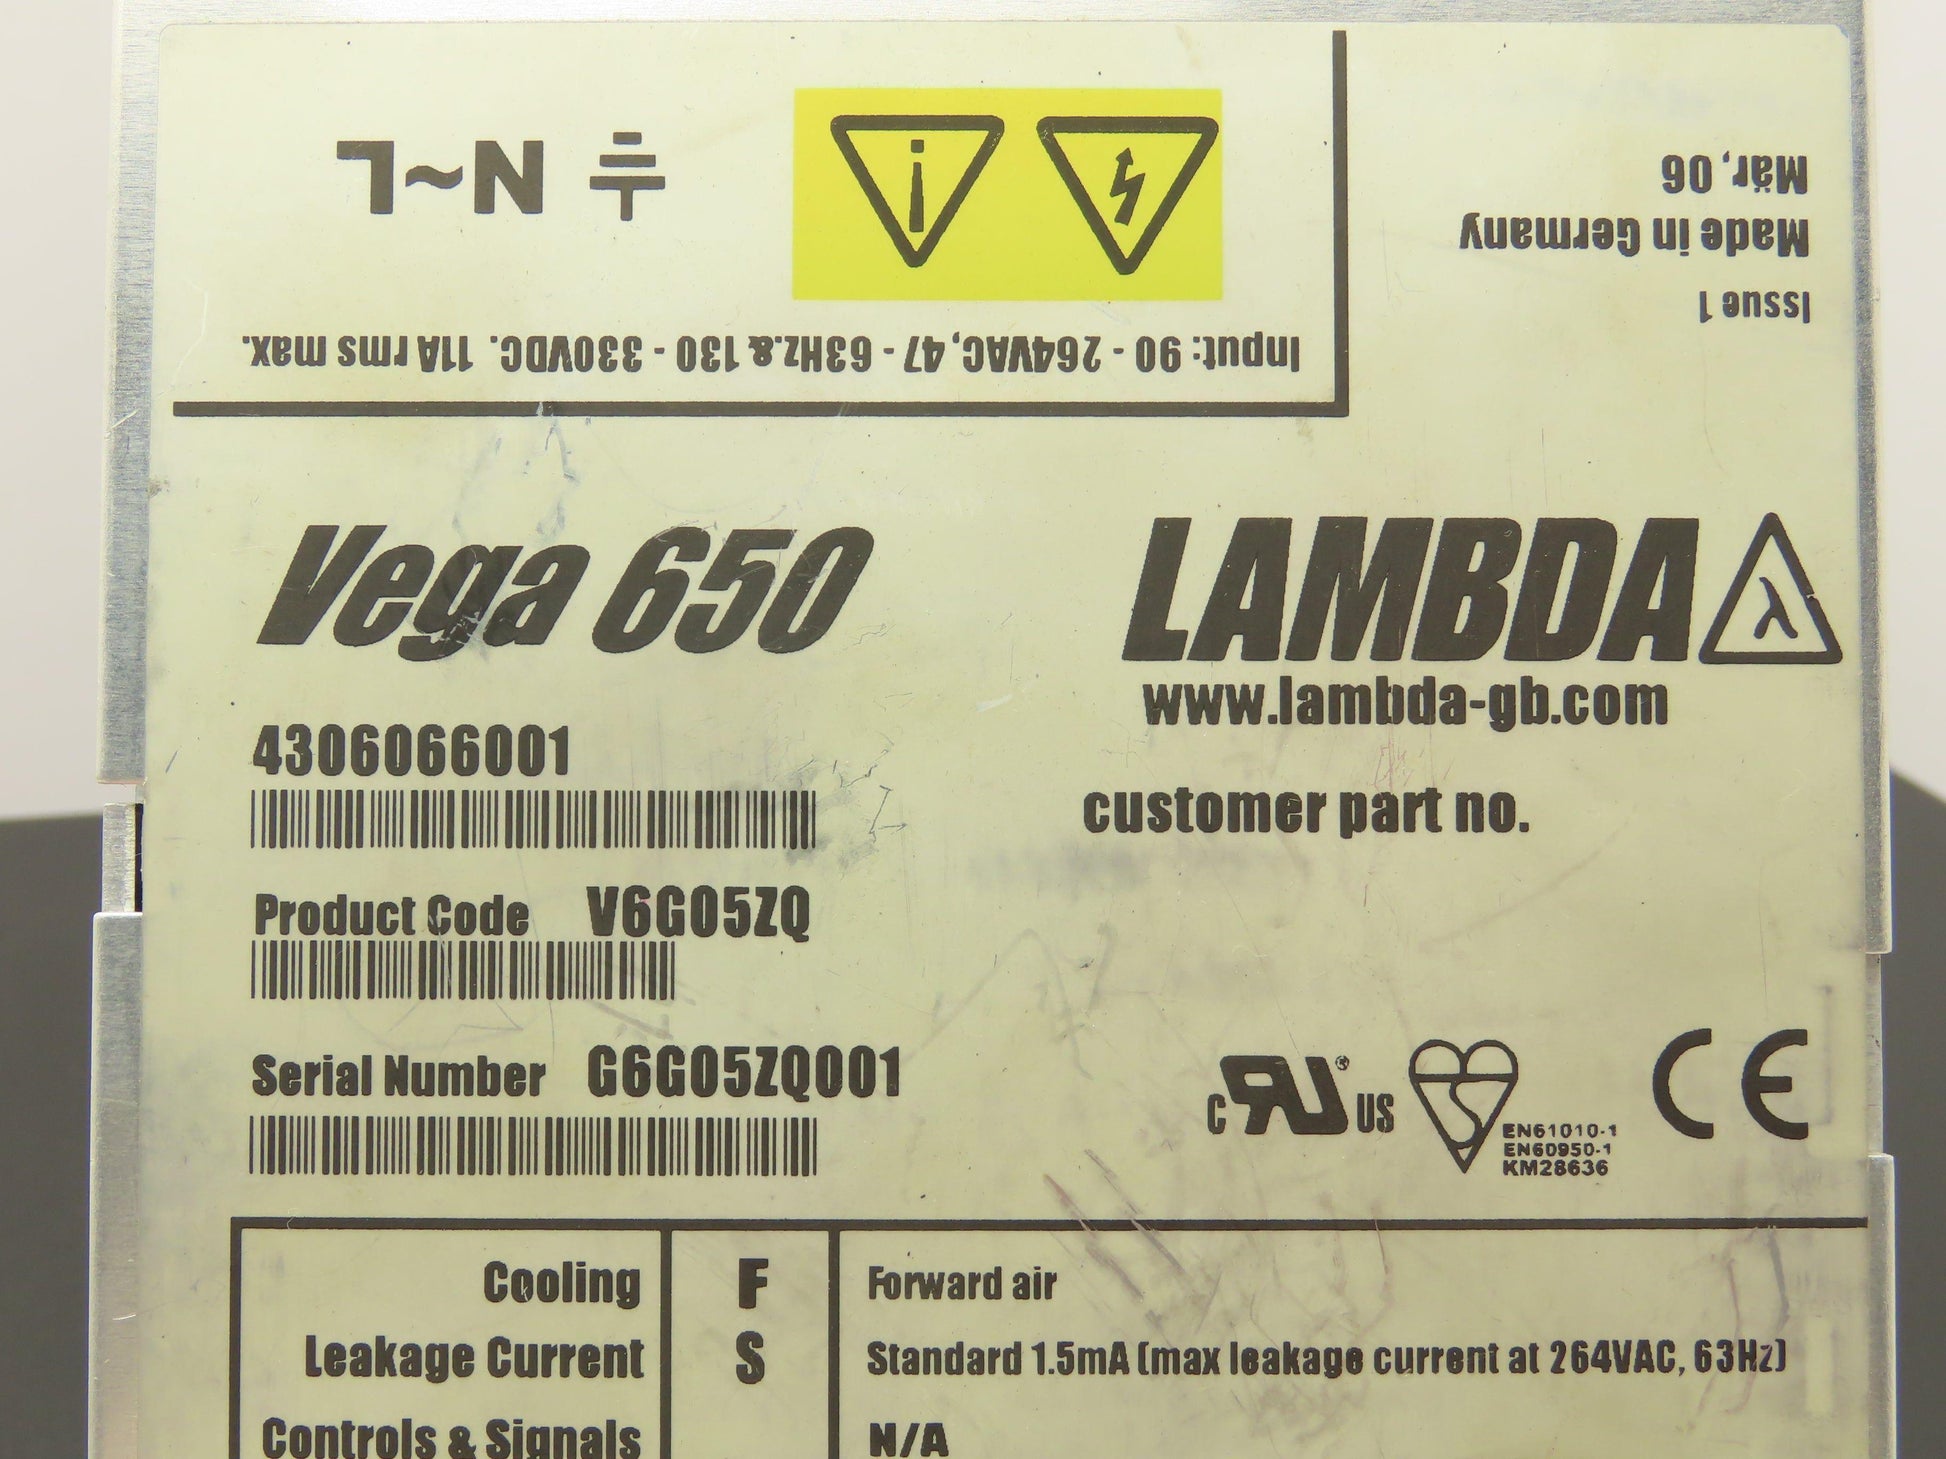 L~N
Mär, 06
Made in Germany
Issue 1
Input: 90 - 264VAC, 47 - 63Hz.& 130 - 330VDC. 11A rms max.
Vega 650
LAMBDA
λ
www.lambda-gb.com
4306066001
customer part no.
Product Code V6G05ZQ
Serial Number G6G05ZQ001
c RU ® US
EN61010-1
EN60950-1
KM28636
CE
Cooling F Forward air
Leakage Current S Standard 1.5mA (max leakage current at 264VAC, 63Hz)
Controls & Signals N/A